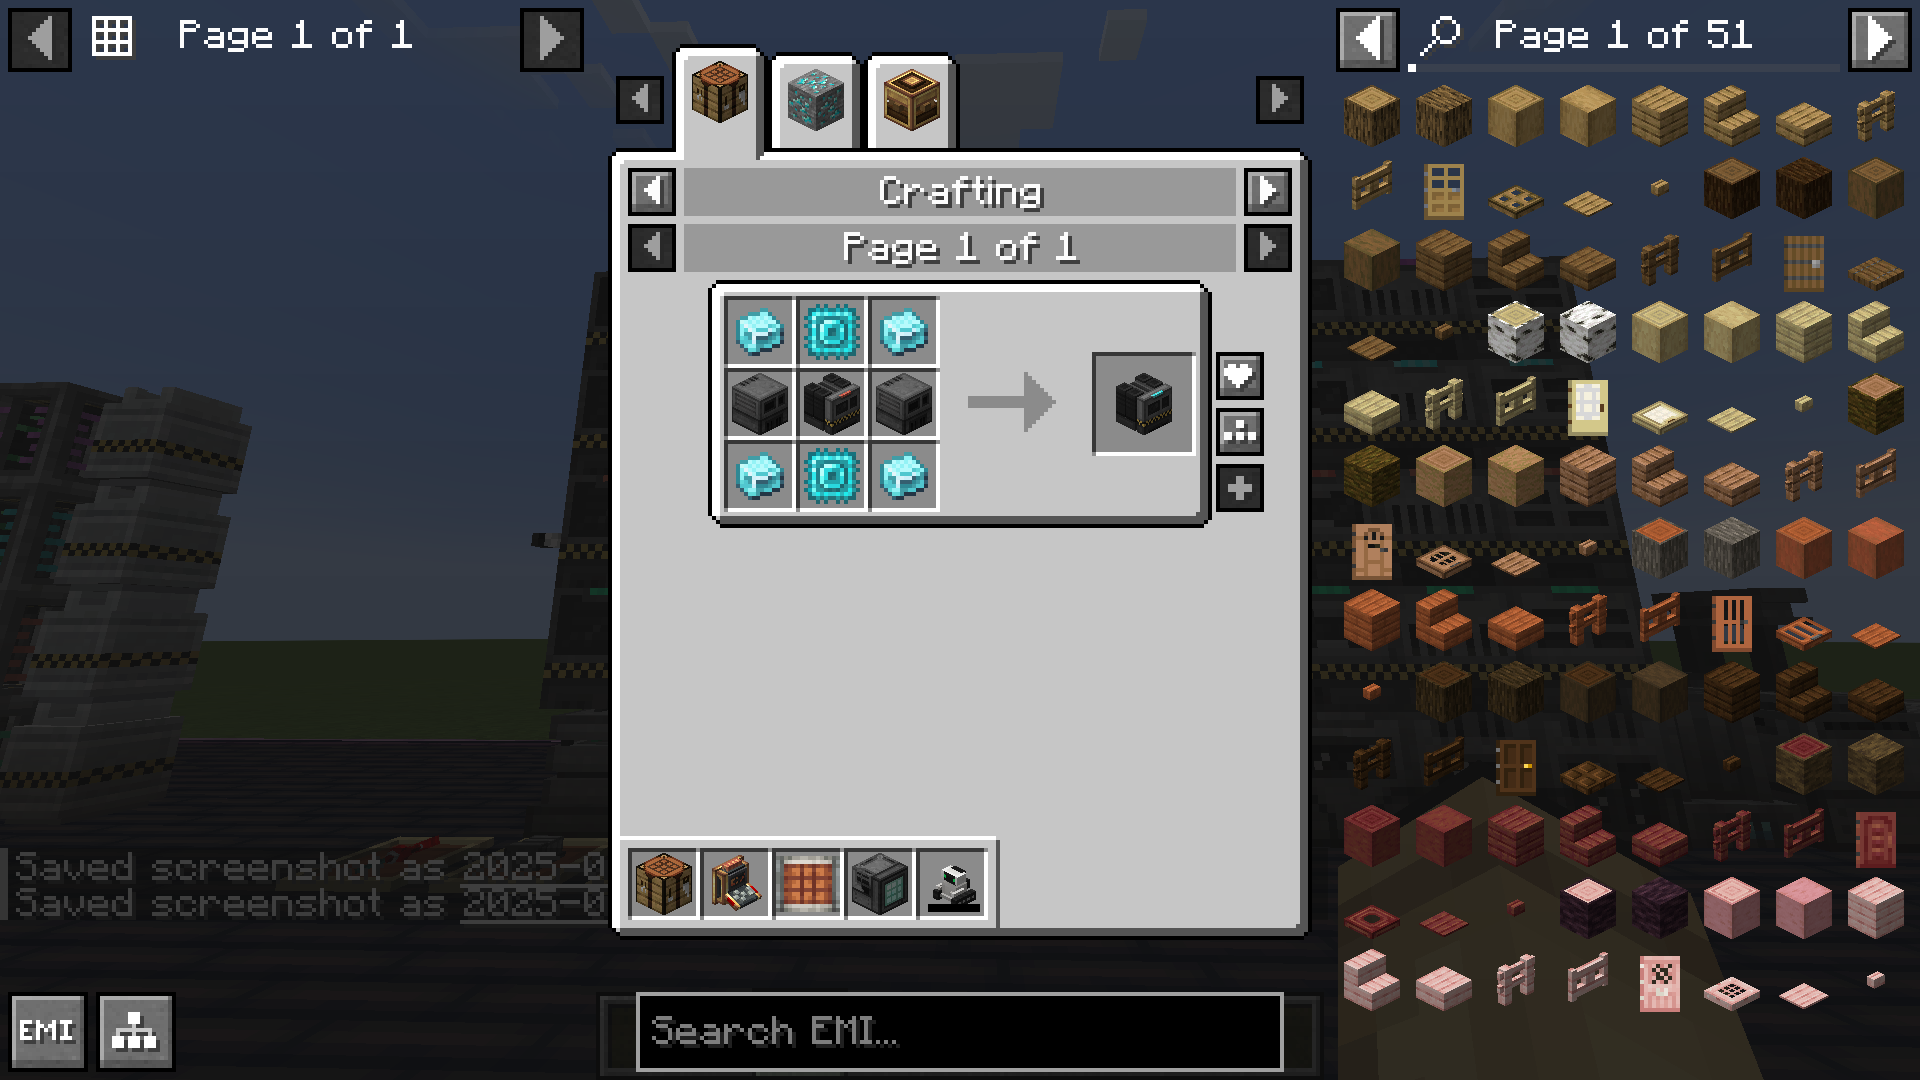 Page 1 of 1
Page 1 of 51
Crafting
Page 1 of 1
Saved screenshot as 2025-0
Saved screenshot as 2025-0
EMI
Search EMI...